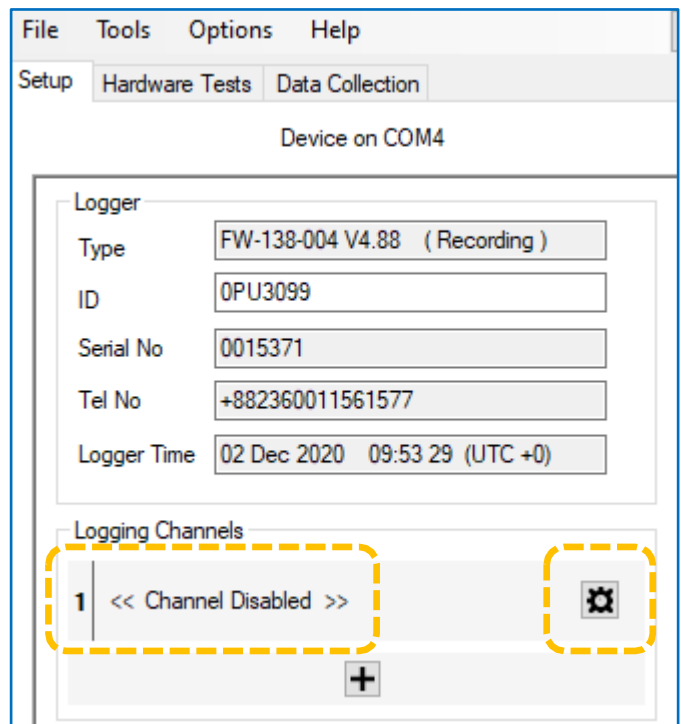 File Tools Options Help
Setup Hardware Tests Data Collection
Device on COM4
Logger
Type FW-138-004 V4.88 ( Recording )
ID 0PU3099
Serial No 0015371
Tel No +882360011561577
Logger Time 02 Dec 2020 09:53 29 (UTC +0)
Logging Channels
1 << Channel Disabled >>
+